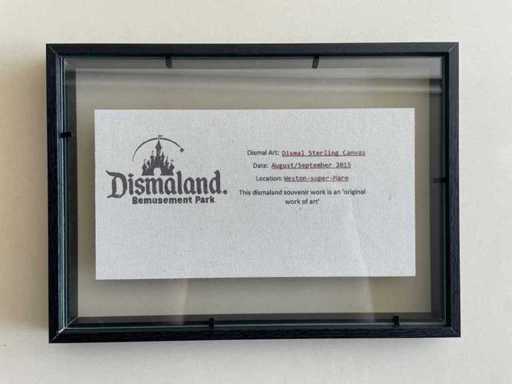 Dismaland®
Bemusement Park
Dismal Art: Dismal Sterling Canvas
Date: August/September 2015
Location: Weston-super-Mare
This dismaland souvenir work is an 'original
work of art'